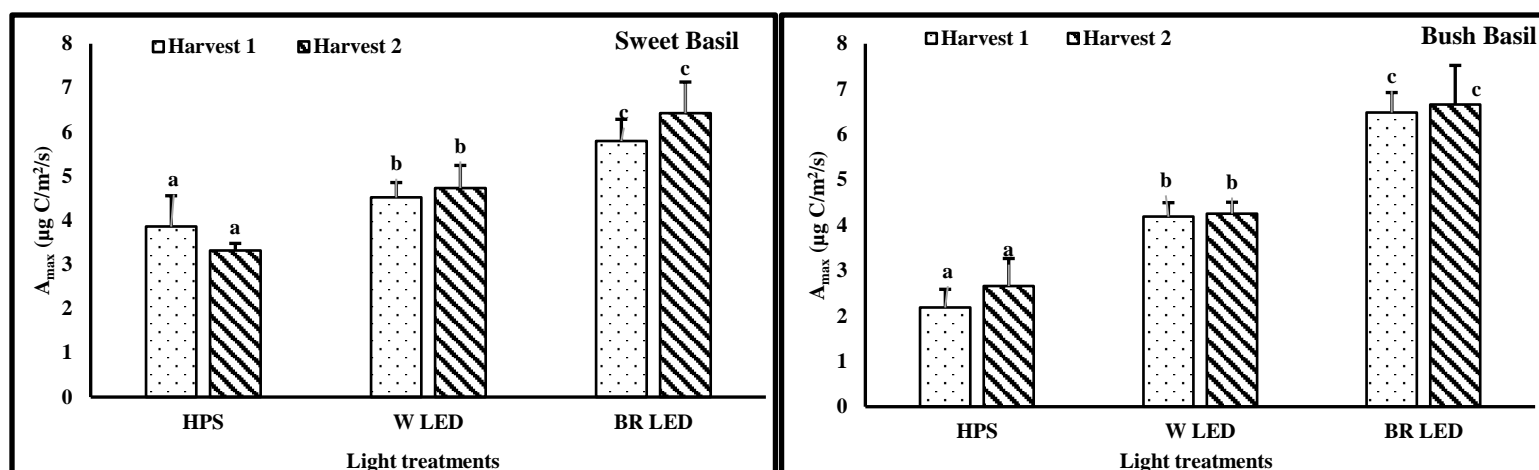 Sweet Basil
Harvest 1 Harvest 2
8
7
6
5
4
3
2
1
0
A_max (µg C/m²/s)
a
a
b
b
c
c
HPS W LED BR LED
Light treatments
Bush Basil
Harvest 1 Harvest 2
8
7
6
5
4
3
2
1
0
A_max (µg C/m²/s)
a
a
b
b
c
c
HPS W LED BR LED
Light treatments